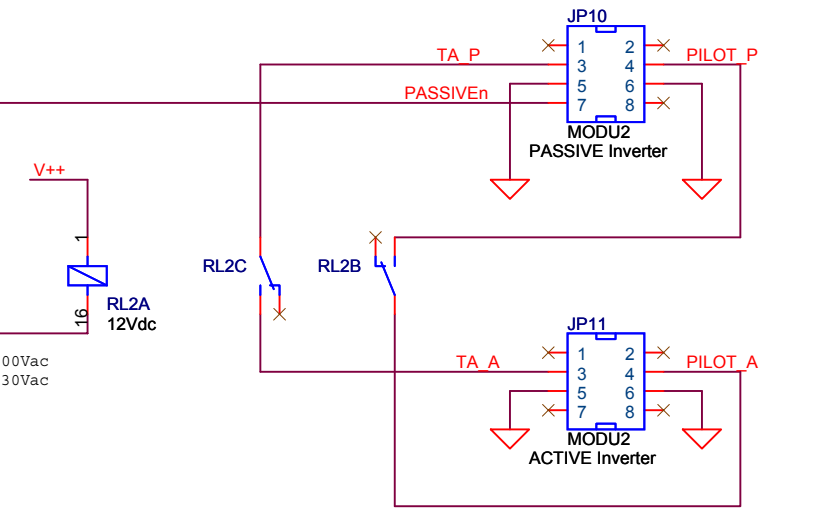 JP10
TA_P
1 2
PILOT_P
3 4
5 6
PASSIVEn
7 8
MODU2
PASSIVE Inverter
V++
1
RL2C
RL2B
RL2A
16
12Vdc
JP11
00Vac
TA_A
1 2
PILOT_A
3 4
30Vac
5 6
7 8
MODU2
ACTIVE Inverter